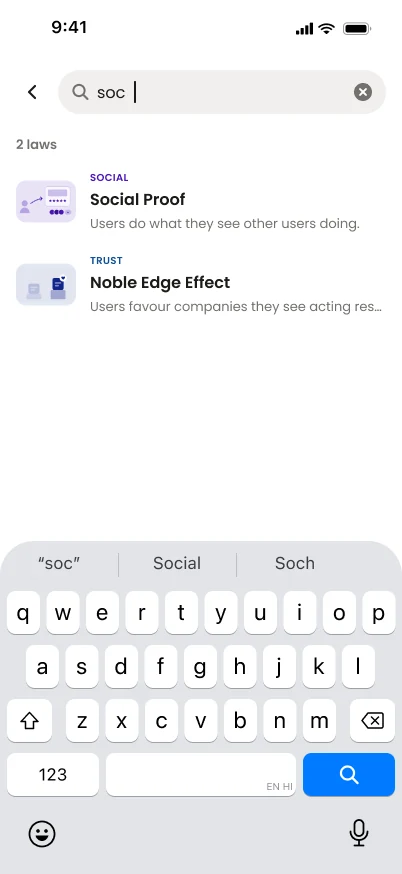 9:41
soc
2 laws
SOCIAL
Social Proof
Users do what they see other users doing.
TRUST
Noble Edge Effect
Users favour companies they see acting res...
“soc” Social Soch
q w e r t y u i o p
a s d f g h j k l
z x c v b n m
123 EN HI